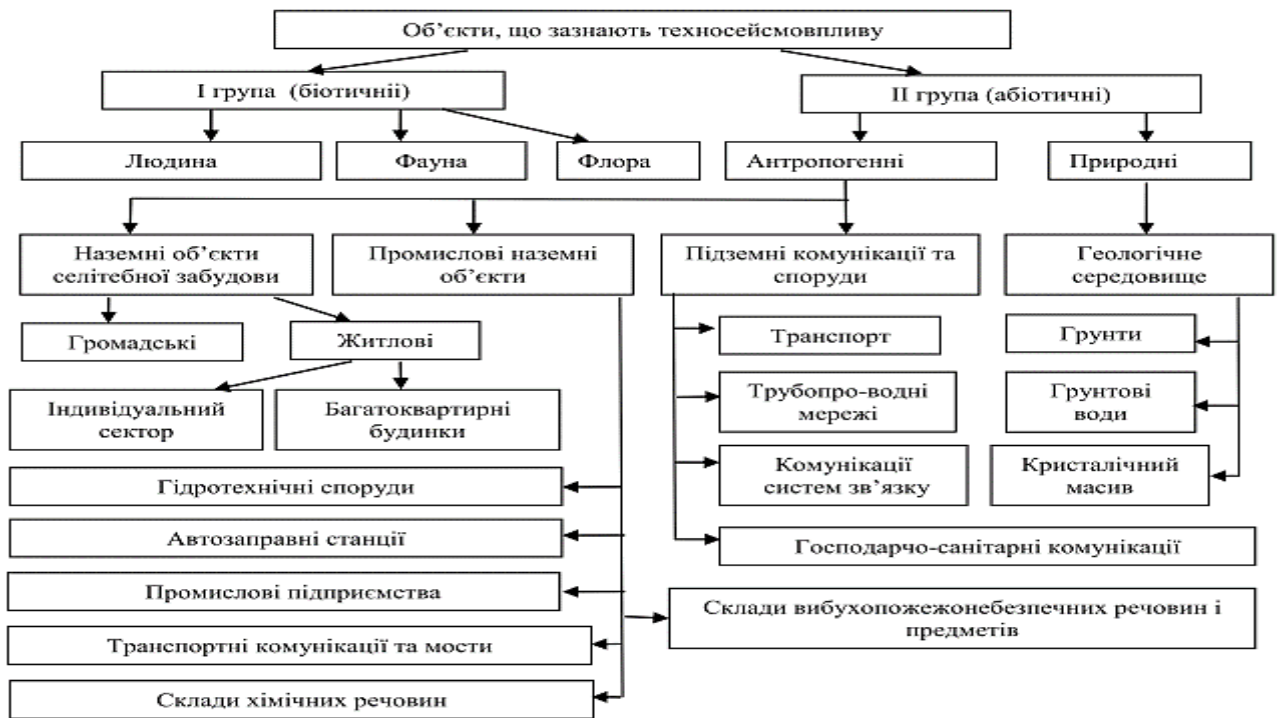 Об’єкти, що зазнають техносейсмовпливу
І група (біотичніі)
ІІ група (абіотичні)
Людина
Фауна
Флора
Антропогенні
Природні
Наземні об’єкти
селітебної забудови
Промислові наземні
об’єкти
Підземні комунікації та
споруди
Геологічне
середовище
Громадські
Житлові
Транспорт
Грунти
Індивідуальний
сектор
Багатоквартирні
будинки
Трубопро-водні
мережі
Грунтові
води
Комунікації
систем зв’язку
Кристалічний
масив
Гідротехнічні споруди
Автозаправні станції
Господарчо-санітарні комунікації
Промислові підприємства
Склади вибухопожежонебезпечних речовин і
предметів
Транспортні комунікації та мости
Склади хімічних речовин